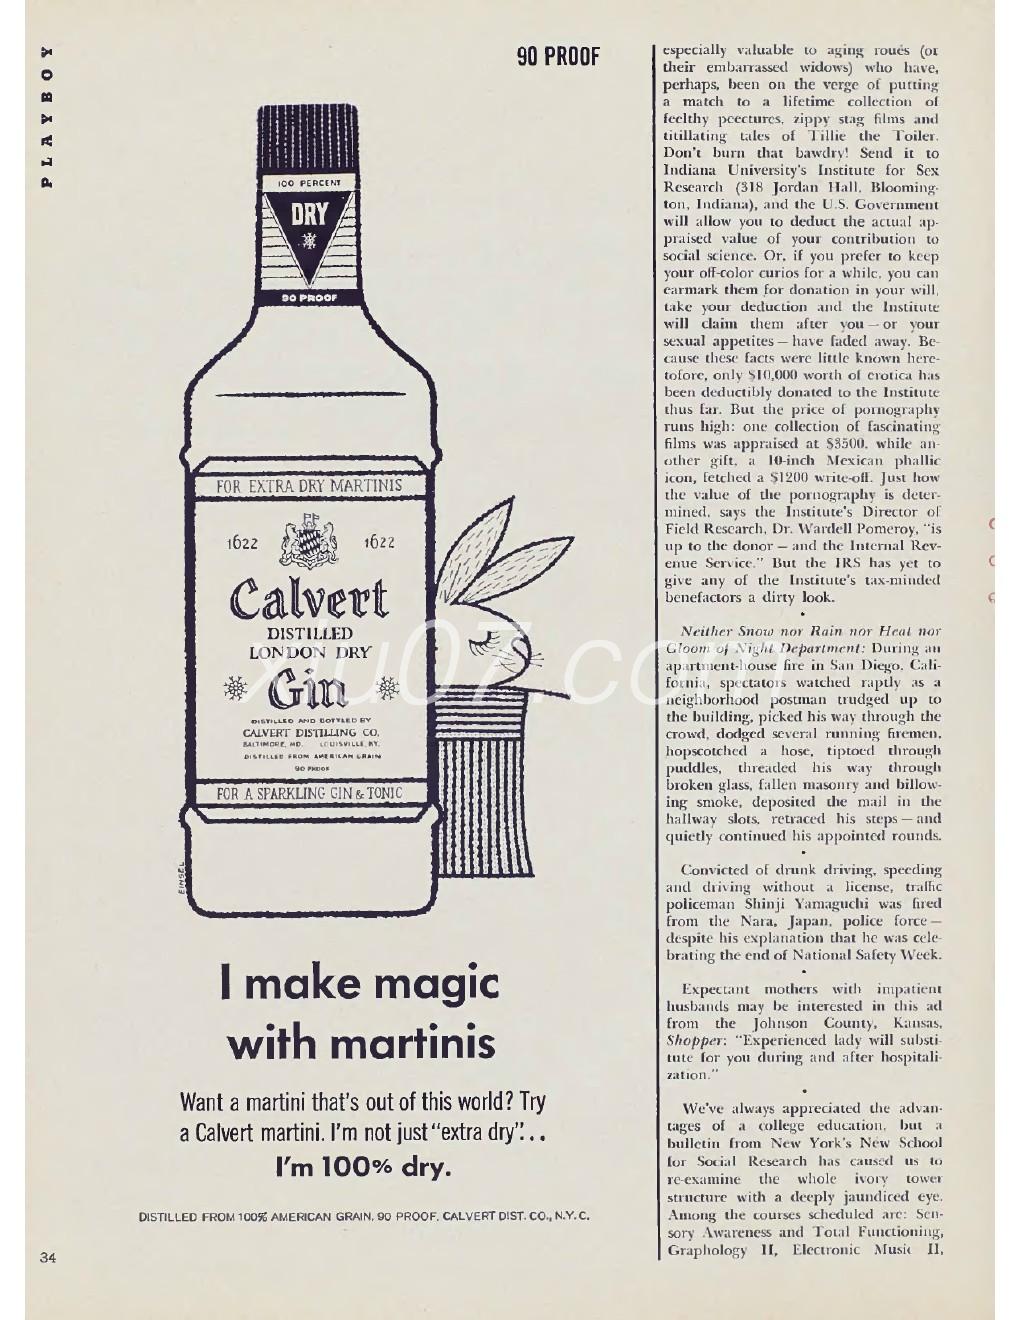 PLAYBOY
90 PROOF
100 PERCENT
DRY
90 PROOF
FOR EXTRA DRY MARTINIS
1622 1622
Calvert
DISTILLED
LONDON DRY
Gin
DISTILLED AND BOTTLED BY
CALVERT DISTILLING CO.
BALTIMORE, MD. LOUISVILLE, KY.
DISTILLED FROM AMERICAN GRAIN
90 PROOF
FOR A SPARKLING GIN & TONIC
EINSEL
I make magic
with martinis
Want a martini that's out of this world? Try
a Calvert martini. I'm not just "extra dry"...
I'm 100% dry.
DISTILLED FROM 100% AMERICAN GRAIN. 90 PROOF. CALVERT DIST. CO., N.Y.C.
34
especially valuable to aging roués (or
their embarrassed widows) who have,
perhaps, been on the verge of putting
a match to a lifetime collection of
feelthy peectures, zippy stag films and
titillating tales of Tillie the Toiler.
Don't burn that bawdry! Send it to
Indiana University's Institute for Sex
Research (318 Jordan Hall, Blooming-
ton, Indiana), and the U.S. Government
will allow you to deduct the actual ap-
praised value of your contribution to
social science. Or, if you prefer to keep
your off-color curios for a while, you can
earmark them for donation in your will,
take your deduction and the Institute
will claim them after you — or your
sexual appetites — have faded away. Be-
cause these facts were little known here-
tofore, only $10,000 worth of erotica has
been deductibly donated to the Institute
thus far. But the price of pornography
runs high: one collection of fascinating
films was appraised at $3500, while an-
other gift, a 10-inch Mexican phallic
icon, fetched a $1200 write-off. Just how
the value of the pornography is deter-
mined, says the Institute's Director of
Field Research, Dr. Wardell Pomeroy, "is
up to the donor — and the Internal Rev-
enue Service." But the IRS has yet to
give any of the Institute's tax-minded
benefactors a dirty look.
•
Neither Snow nor Rain nor Heat nor
Gloom of Night Department: During an
apartment-house fire in San Diego, Cali-
fornia, spectators watched raptly as a
neighborhood postman trudged up to
the building, picked his way through the
crowd, dodged several running firemen,
hopscotched a hose, tiptoed through
puddles, threaded his way through
broken glass, fallen masonry and billow-
ing smoke, deposited the mail in the
hallway slots, retraced his steps — and
quietly continued his appointed rounds.
•
Convicted of drunk driving, speeding
and driving without a license, traffic
policeman Shinji Yamaguchi was fired
from the Nara, Japan, police force —
despite his explanation that he was cele-
brating the end of National Safety Week.
•
Expectant mothers with impatient
husbands may be interested in this ad
from the Johnson County, Kansas,
Shopper: "Experienced lady will substi-
tute for you during and after hospitali-
zation."
•
We've always appreciated the advan-
tages of a college education, but a
bulletin from New York's New School
for Social Research has caused us to
re-examine the whole ivory tower
structure with a deeply jaundiced eye.
Among the courses scheduled are: Sen-
sory Awareness and Total Functioning,
Graphology II, Electronic Music II,
xiu07.com